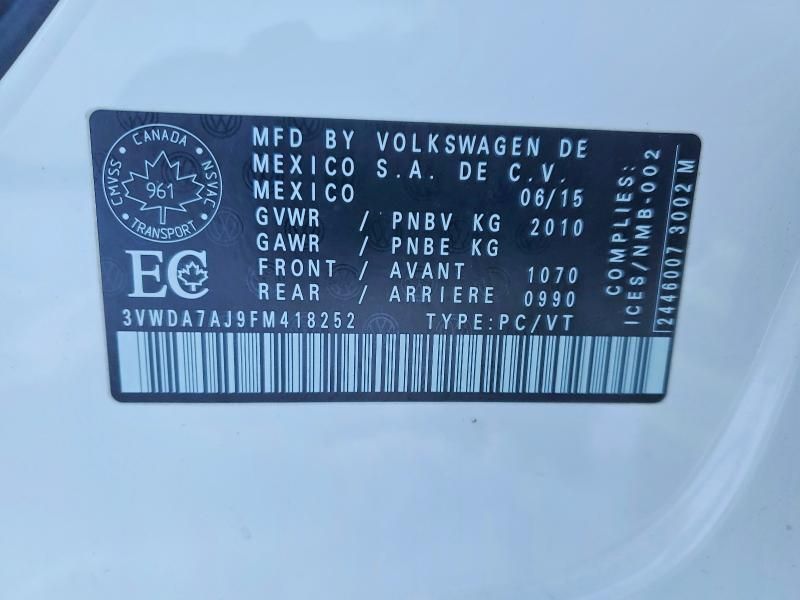 CANADA
CMVSS
NSVAC
961
TRANSPORT
EC
MFD BY VOLKSWAGEN DE
MEXICO S.A. DE C.V.
MEXICO 06/15
GVWR / PNBV KG 2010
GAWR / PNBE KG
FRONT / AVANT 1070
REAR / ARRIERE 0990
3VWDA7AJ9FM418252 TYPE:PC/VT
COMPLIES:
ICES/NMB-002
2446007 3002 M